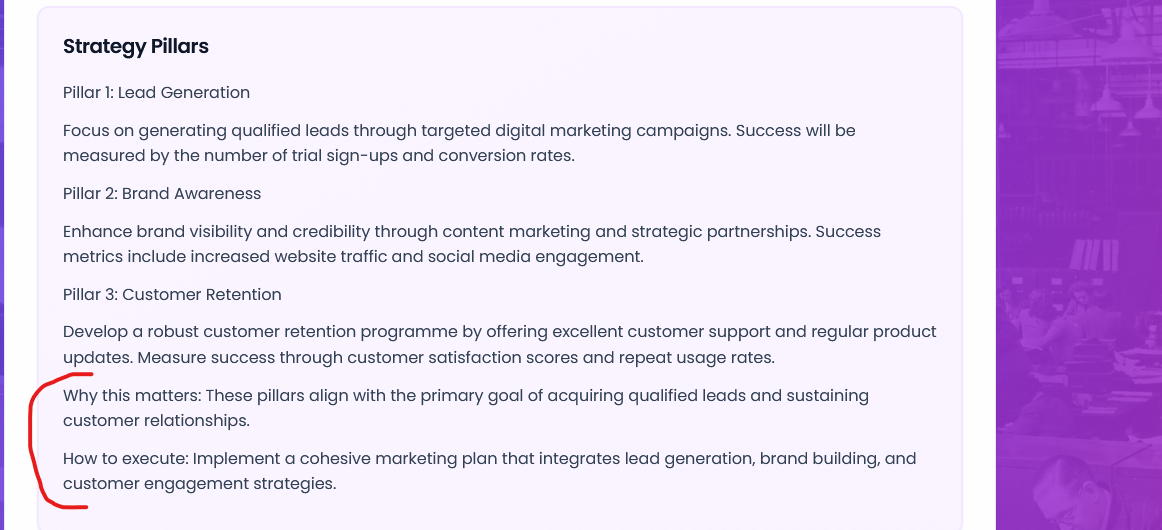 Strategy Pillars
Pillar 1: Lead Generation
Focus on generating qualified leads through targeted digital marketing campaigns. Success will be
measured by the number of trial sign-ups and conversion rates.
Pillar 2: Brand Awareness
Enhance brand visibility and credibility through content marketing and strategic partnerships. Success
metrics include increased website traffic and social media engagement.
Pillar 3: Customer Retention
Develop a robust customer retention programme by offering excellent customer support and regular product
updates. Measure success through customer satisfaction scores and repeat usage rates.
Why this matters: These pillars align with the primary goal of acquiring qualified leads and sustaining
customer relationships.
How to execute: Implement a cohesive marketing plan that integrates lead generation, brand building, and
customer engagement strategies.